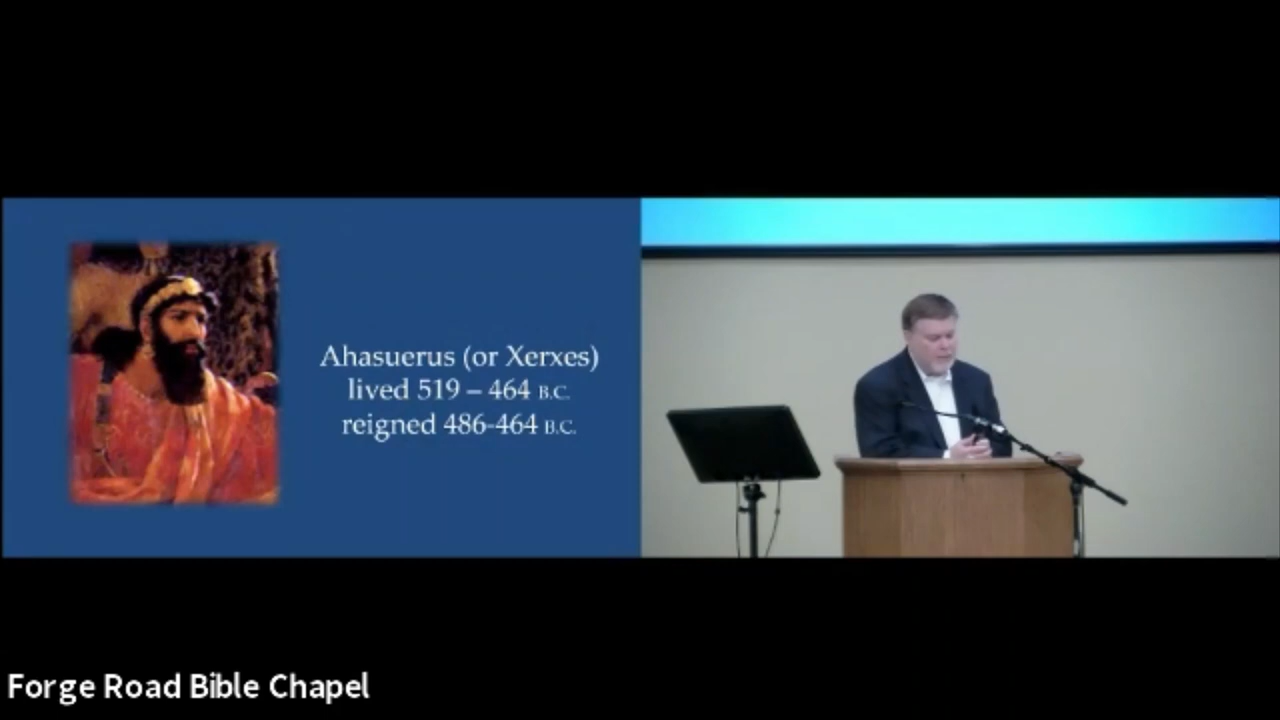 Ahasuerus (or Xerxes)
lived 519 – 464 B.C.
reigned 486-464 B.C.
Forge Road Bible Chapel